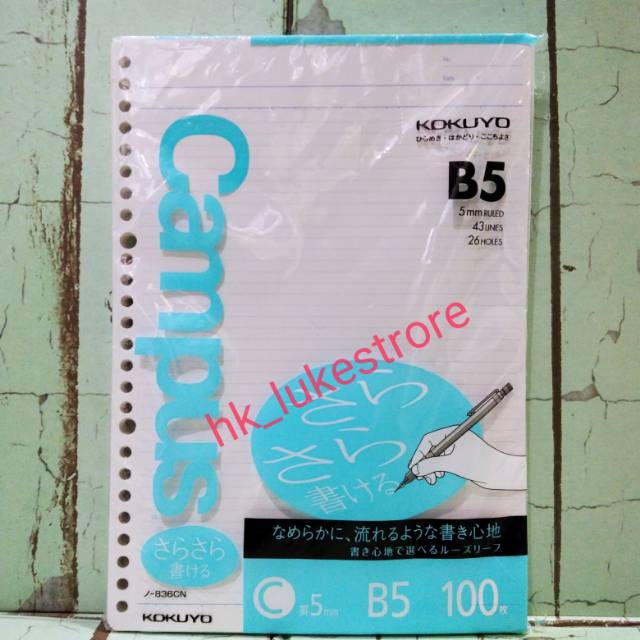 No.
Date
KOKUYO
ひらめき・はかどり・ここちよさ
B5
5mm RULED
43 LINES
26 HOLES
Campus
hk_lukestrore
さら
さら
書ける
さらさら
書ける
なめらかに、流れるような書き心地
書き心地で選べるルーズリーフ
ノ-836CN
KOKUYO
C 罫5mm B5 100枚